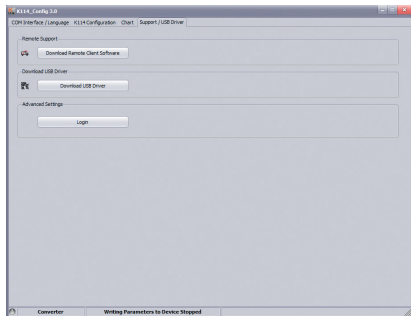 K114_Config 3.0
COM Interface / Language K114 Configuration Chart Support / USB Driver
Remote Support
Download Remote Client Software
Download USB Driver
Download USB Driver
Advanced Settings
Login
Converter Writing Parameters to Device Stopped